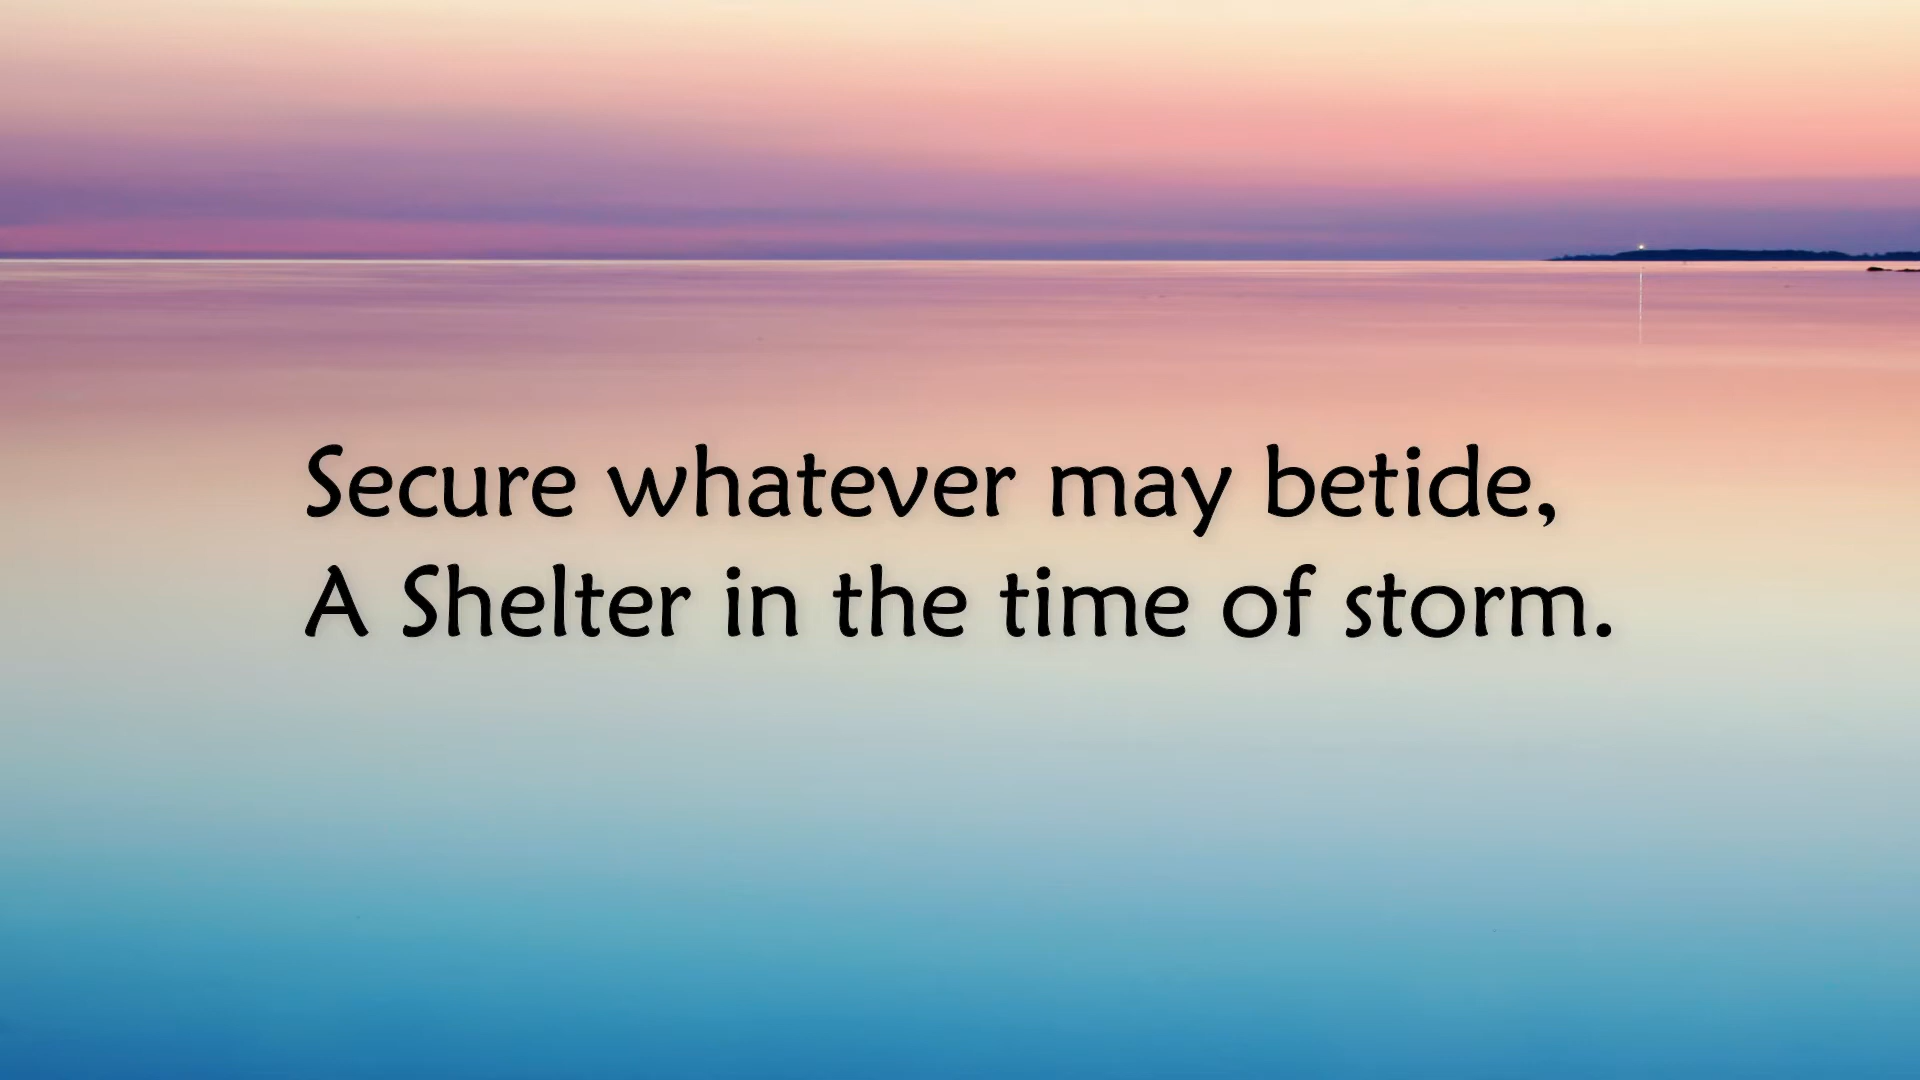 Secure whatever may betide,
A Shelter in the time of storm.